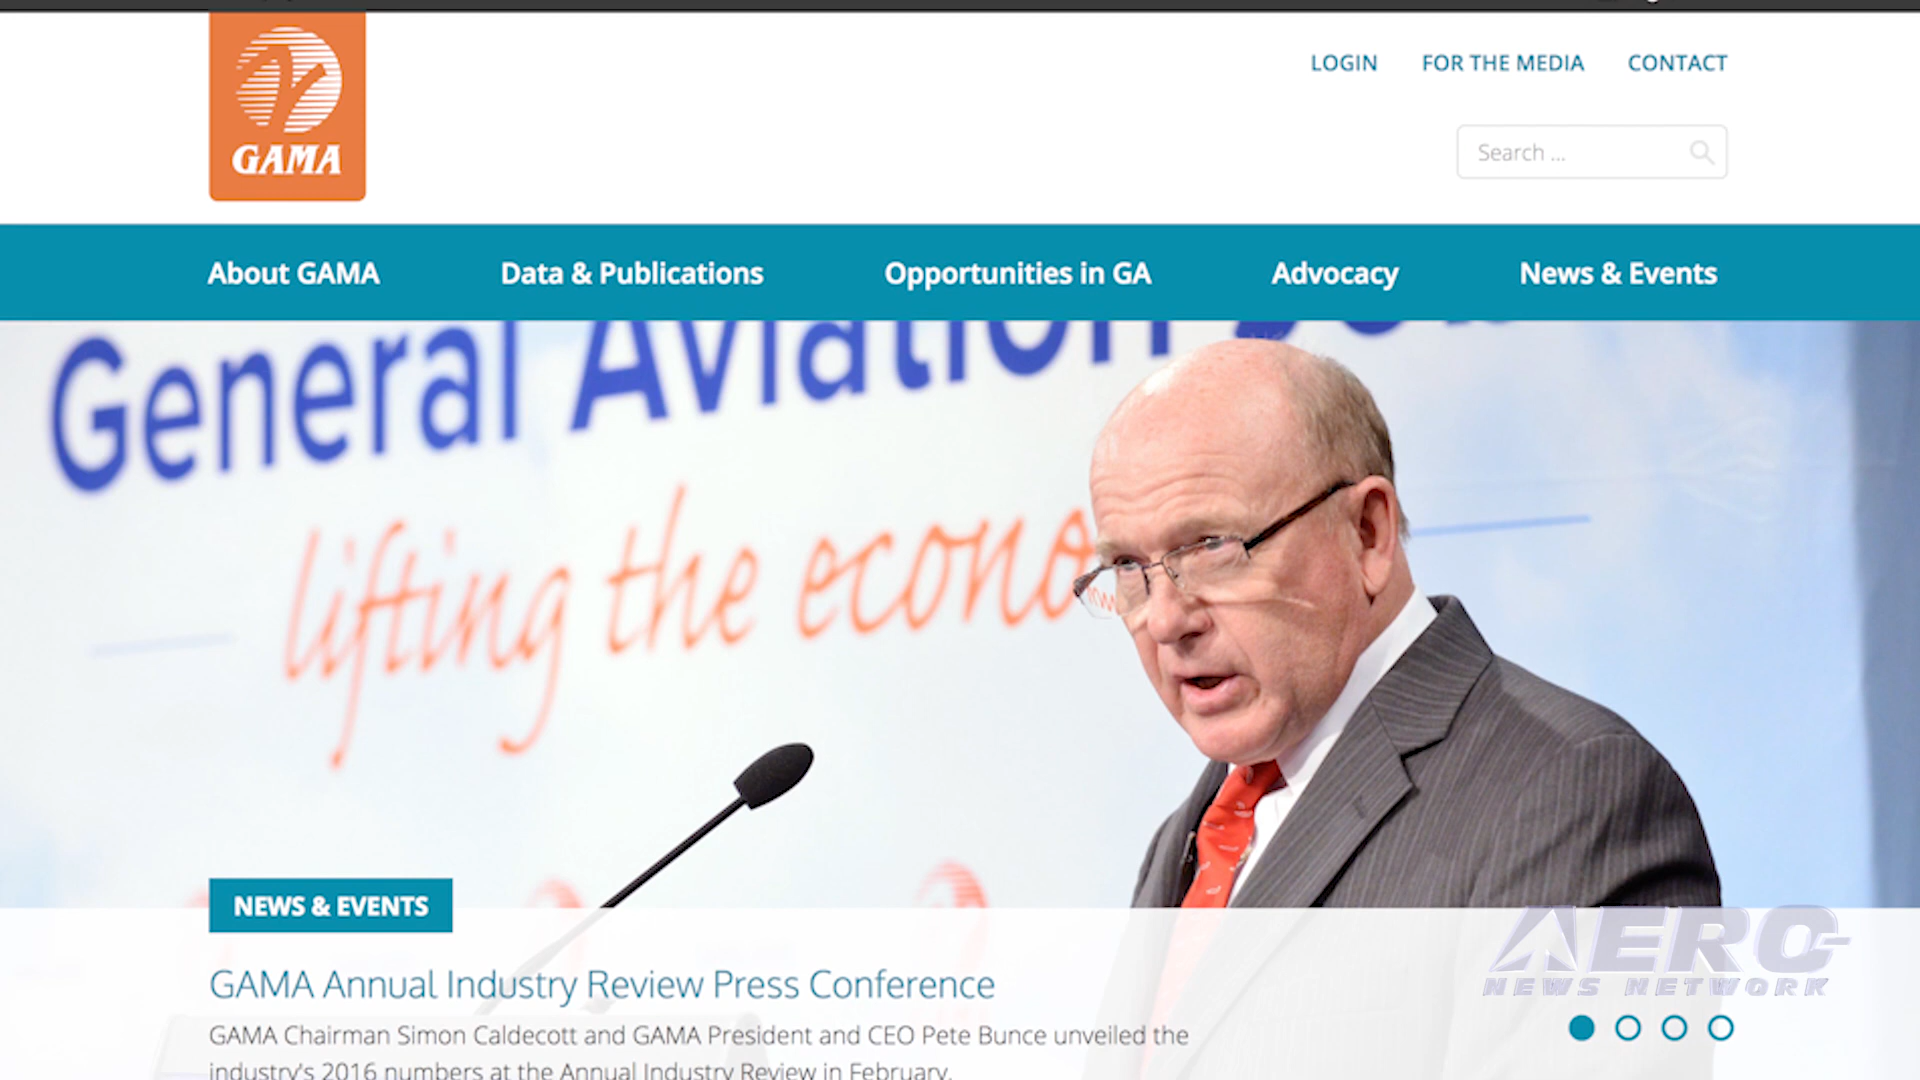 GAMA
LOGIN FOR THE MEDIA CONTACT
Search ...
About GAMA Data & Publications Opportunities in GA Advocacy News & Events
General Aviation
lifting the econo
NEWS & EVENTS
GAMA Annual Industry Review Press Conference
GAMA Chairman Simon Caldecott and GAMA President and CEO Pete Bunce unveiled the
industry's 2016 numbers at the Annual Industry Review in February.
AERO-
NEWS NETWORK